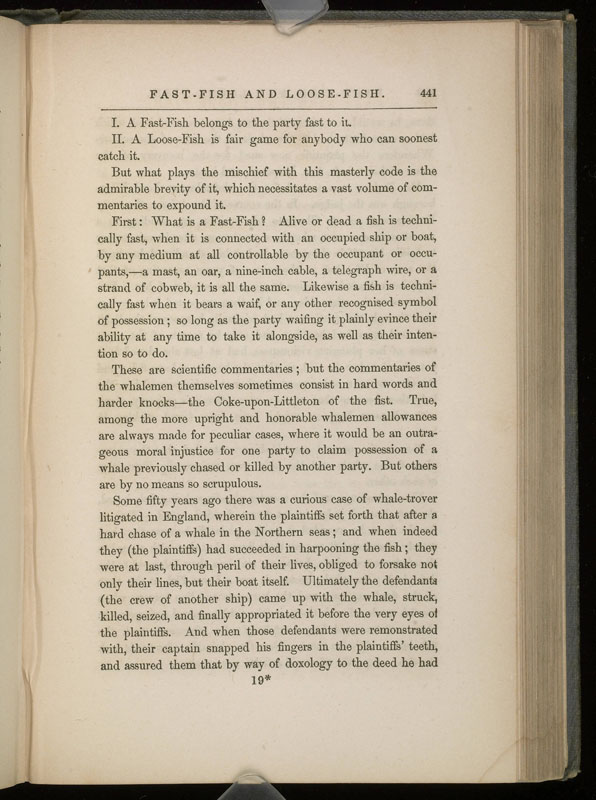 FAST-FISH AND LOOSE-FISH. 441
I. A Fast-Fish belongs to the party fast to it.
II. A Loose-Fish is fair game for anybody who can soonest
catch it.
But what plays the mischief with this masterly code is the
admirable brevity of it, which necessitates a vast volume of com-
mentaries to expound it.
First: What is a Fast-Fish? Alive or dead a fish is techni-
cally fast, when it is connected with an occupied ship or boat,
by any medium at all controllable by the occupant or occu-
pants,—a mast, an oar, a nine-inch cable, a telegraph wire, or a
strand of cobweb, it is all the same. Likewise a fish is techni-
cally fast when it bears a waif, or any other recognised symbol
of possession; so long as the party waifing it plainly evince their
ability at any time to take it alongside, as well as their inten-
tion so to do.
These are scientific commentaries; but the commentaries of
the whalemen themselves sometimes consist in hard words and
harder knocks—the Coke-upon-Littleton of the fist. True,
among the more upright and honorable whalemen allowances
are always made for peculiar cases, where it would be an outra-
geous moral injustice for one party to claim possession of a
whale previously chased or killed by another party. But others
are by no means so scrupulous.
Some fifty years ago there was a curious case of whale-trover
litigated in England, wherein the plaintiffs set forth that after a
hard chase of a whale in the Northern seas; and when indeed
they (the plaintiffs) had succeeded in harpooning the fish; they
were at last, through peril of their lives, obliged to forsake not
only their lines, but their boat itself. Ultimately the defendants
(the crew of another ship) came up with the whale, struck,
killed, seized, and finally appropriated it before the very eyes of
the plaintiffs. And when those defendants were remonstrated
with, their captain snapped his fingers in the plaintiffs' teeth,
and assured them that by way of doxology to the deed he had
19*